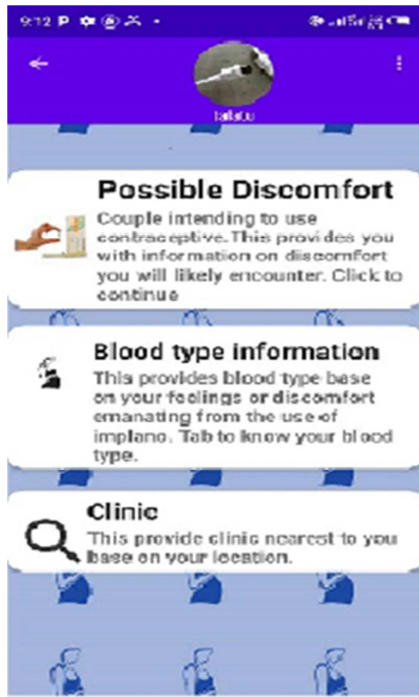 9:12
Possible Discomfort
Couple intending to use
contraceptive.This provides you
with information on discomfort
you will likely encounter. Click to
continue
Blood type information
This provides blood type base
on your feelings or discomfort
emanating from the use of
implano. Tab to know your blood
type.
Clinic
This provide clinic nearest to you
base on your location.